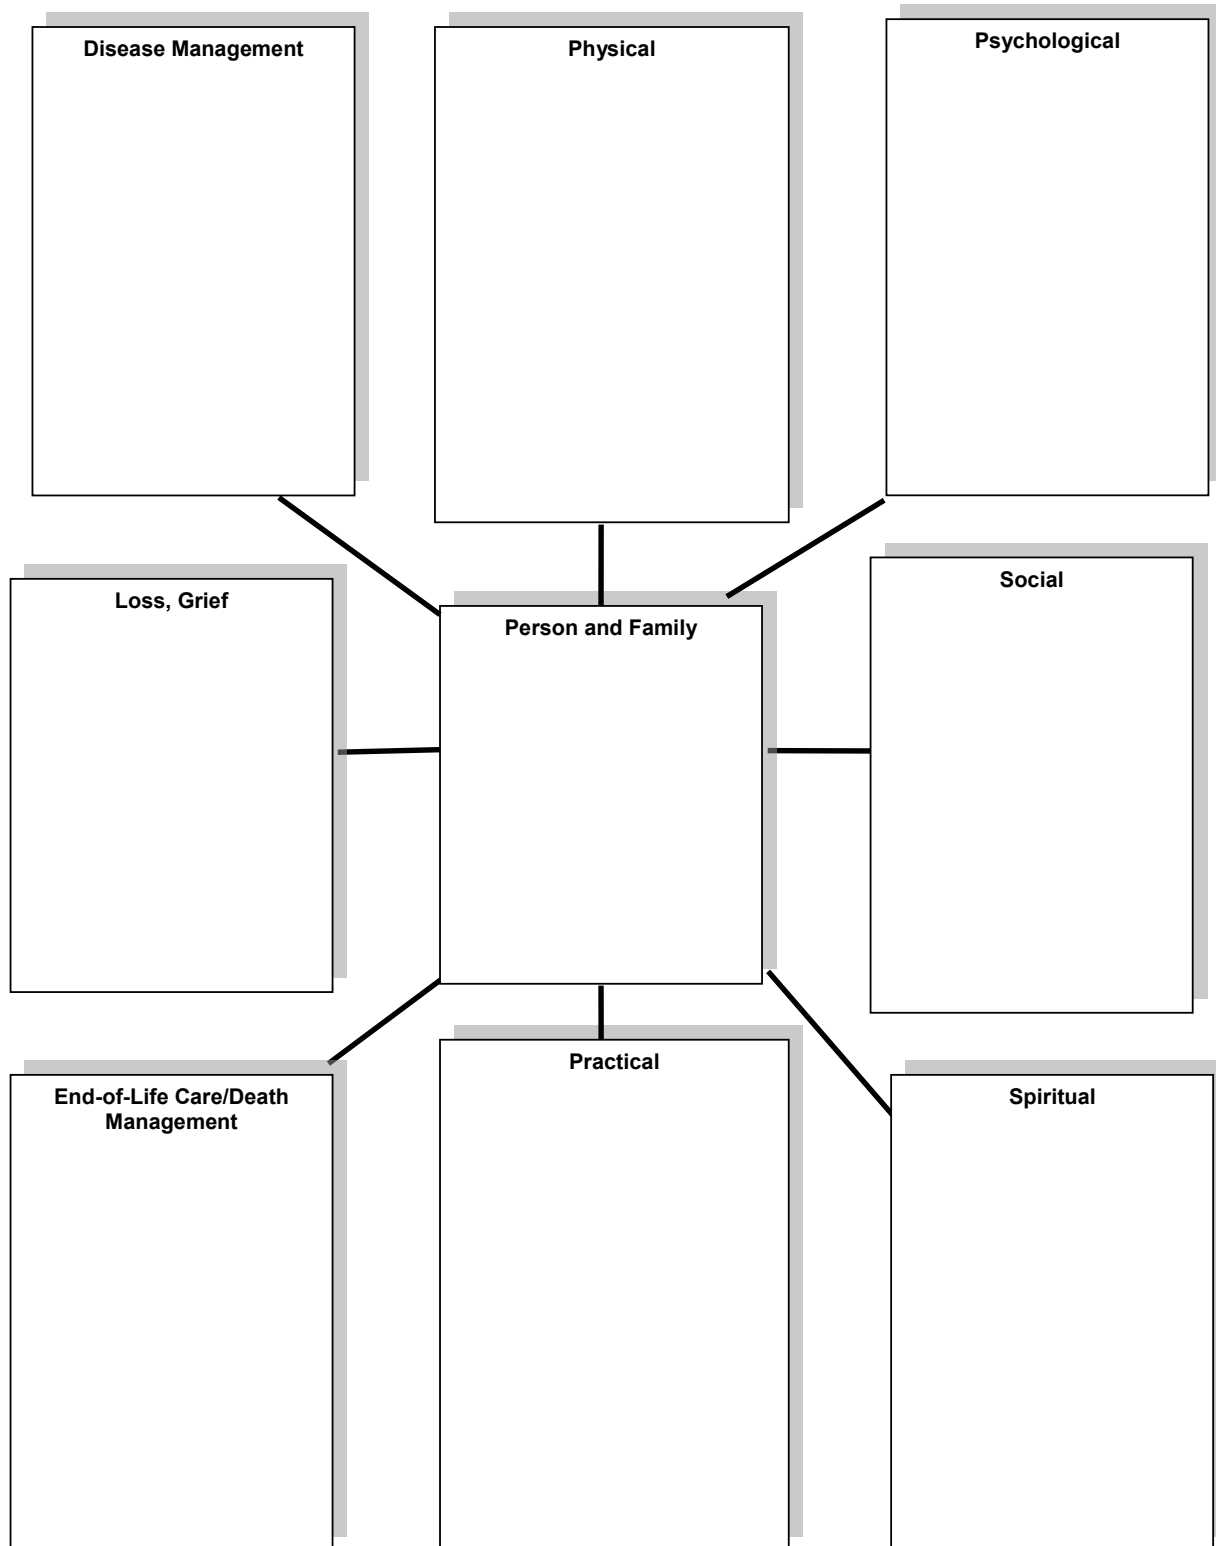 Disease Management
Physical
Psychological
Loss, Grief
Person and Family
Social
End-of-Life Care/Death
Management
Practical
Spiritual